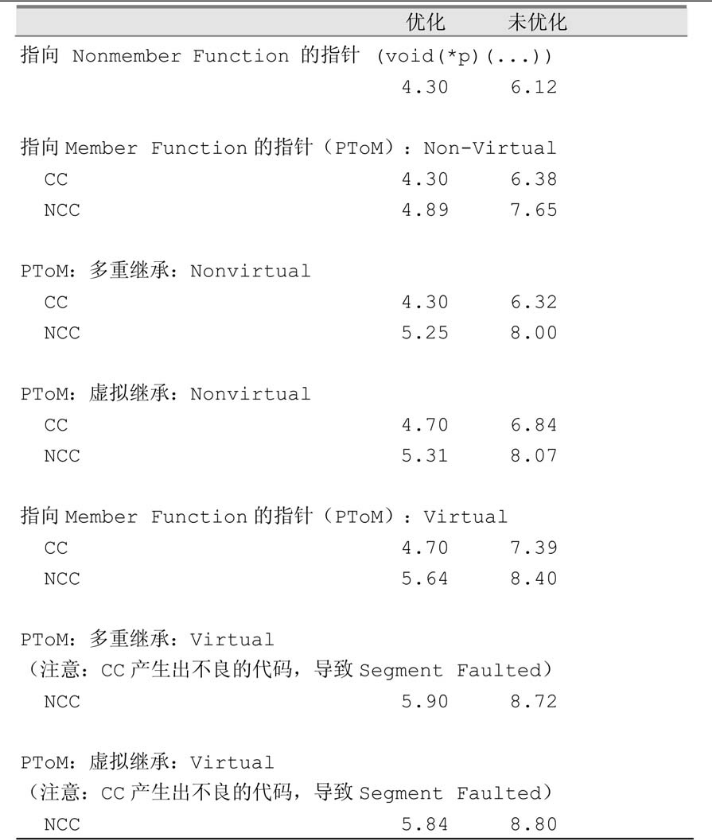 优化 未优化
指向 Nonmember Function 的指针 (void(*p)(...))
4.30 6.12
指向 Member Function 的指针（PToM）: Non-Virtual
CC 4.30 6.38
NCC 4.89 7.65
PToM: 多重继承: Nonvirtual
CC 4.30 6.32
NCC 5.25 8.00
PToM: 虚拟继承: Nonvirtual
CC 4.70 6.84
NCC 5.31 8.07
指向 Member Function 的指针（PToM）: Virtual
CC 4.70 7.39
NCC 5.64 8.40
PToM: 多重继承: Virtual
（注意: CC 产生出不良的代码，导致 Segment Faulted）
NCC 5.90 8.72
PToM: 虚拟继承: Virtual
（注意: CC 产生出不良的代码，导致 Segment Faulted）
NCC 5.84 8.80